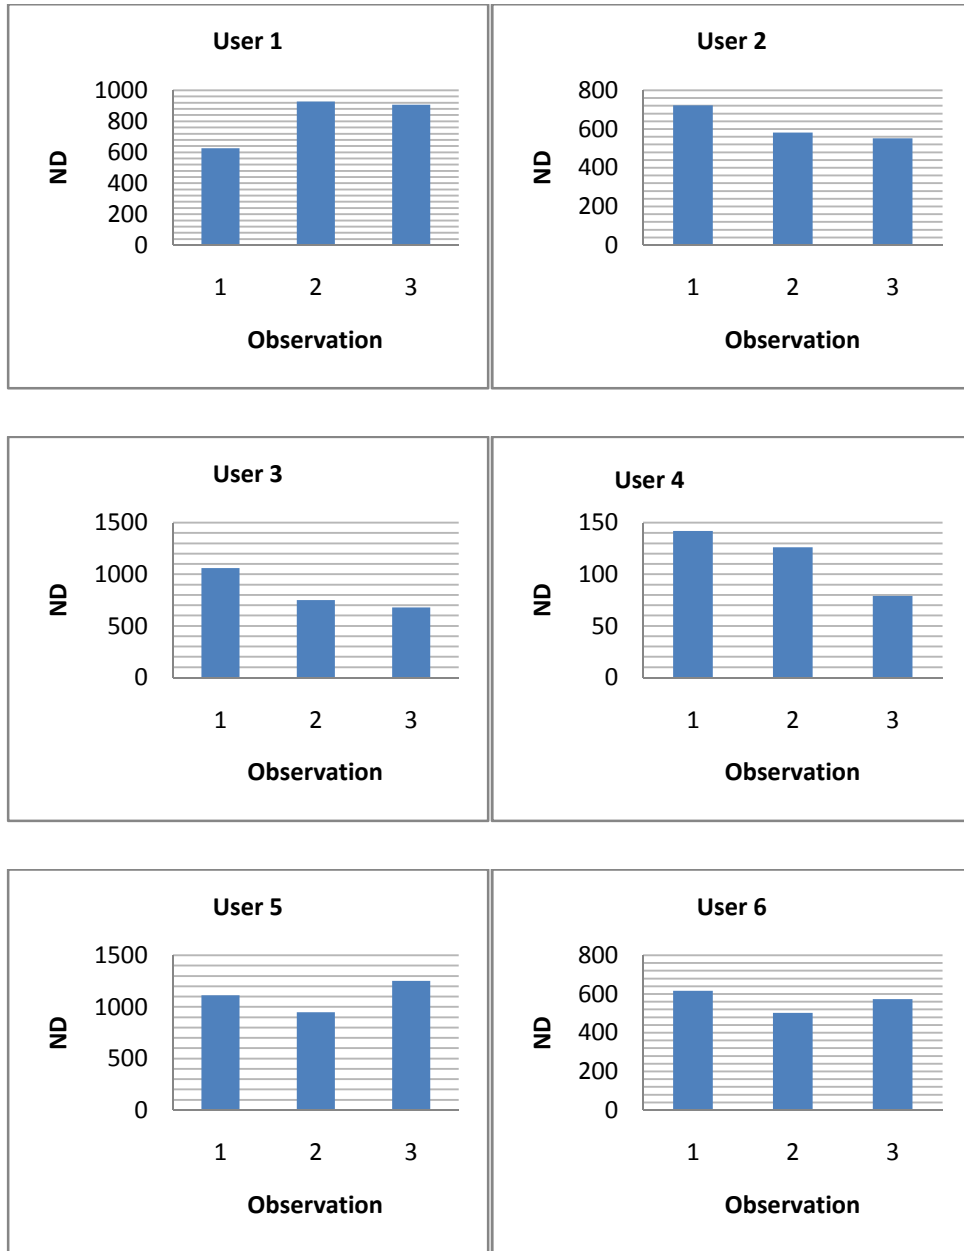 User 1
1000
800
600
400
200
0
ND
1 2 3
Observation
User 2
800
600
400
200
0
ND
1 2 3
Observation
User 3
1500
1000
500
0
ND
1 2 3
Observation
User 4
150
100
50
0
ND
1 2 3
Observation
User 5
1500
1000
500
0
ND
1 2 3
Observation
User 6
800
600
400
200
0
ND
1 2 3
Observation